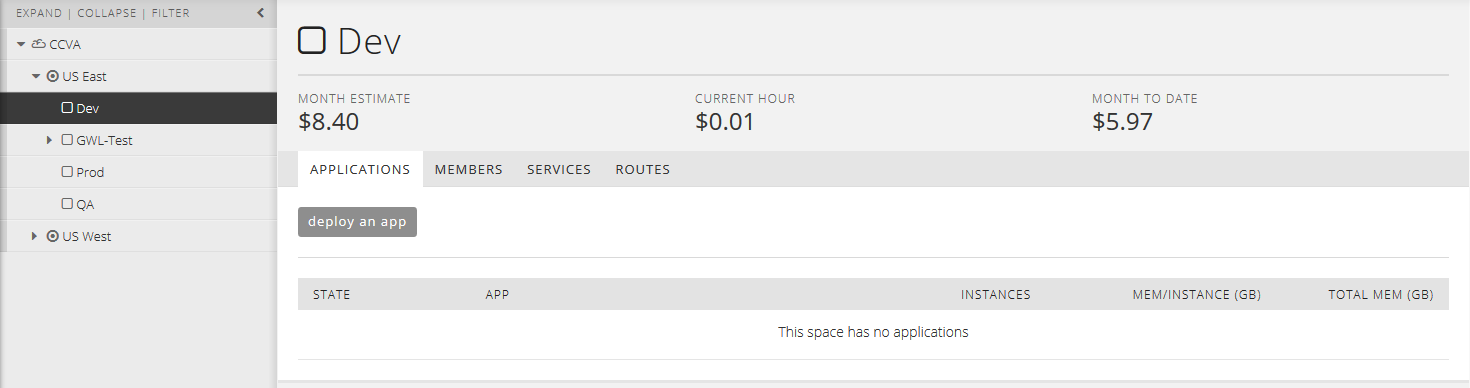 EXPAND | COLLAPSE | FILTER
CCVA
US East
Dev
GWL-Test
Prod
QA
US West
Dev
MONTH ESTIMATE CURRENT HOUR MONTH TO DATE
$8.40 $0.01 $5.97
APPLICATIONS MEMBERS SERVICES ROUTES
deploy an app
STATE APP INSTANCES MEM/INSTANCE (GB) TOTAL MEM (GB)
This space has no applications